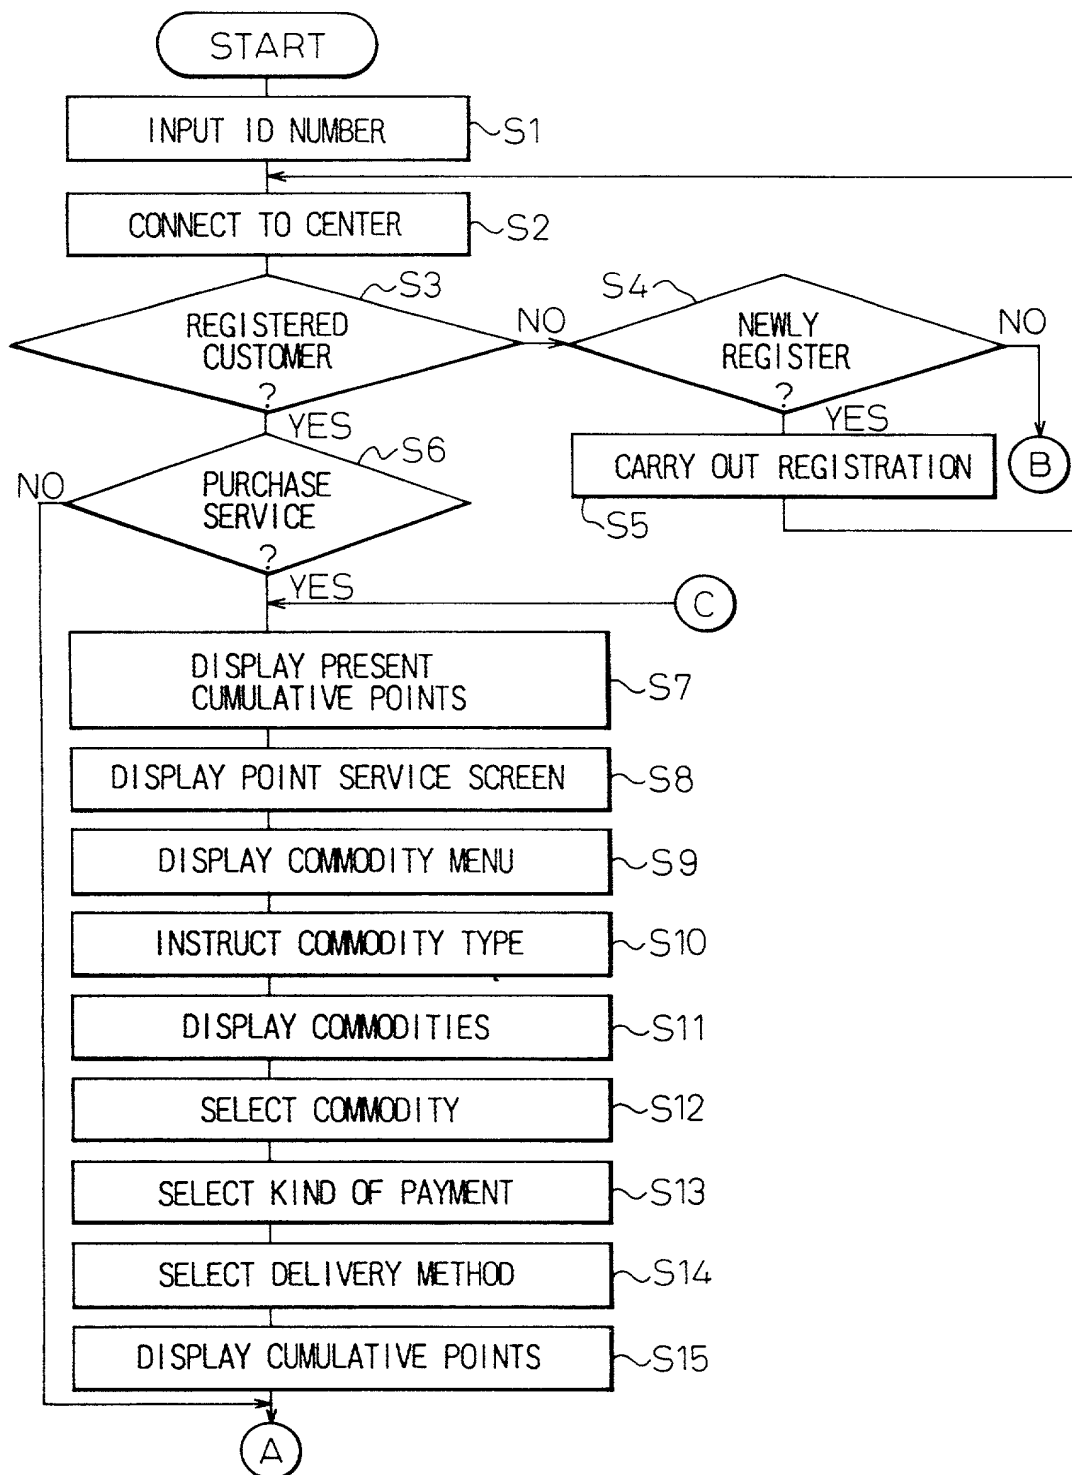 START
INPUT ID NUMBER
S1
CONNECT TO CENTER
S2
S3
REGISTERED
CUSTOMER
?
NO
YES
S4
NEWLY
REGISTER
?
NO
YES
CARRY OUT REGISTRATION
S5
B
S6
PURCHASE
SERVICE
?
NO
YES
C
DISPLAY PRESENT
CUMULATIVE POINTS
S7
DISPLAY POINT SERVICE SCREEN
S8
DISPLAY COMMODITY MENU
S9
INSTRUCT COMMODITY TYPE
S10
DISPLAY COMMODITIES
S11
SELECT COMMODITY
S12
SELECT KIND OF PAYMENT
S13
SELECT DELIVERY METHOD
S14
DISPLAY CUMULATIVE POINTS
S15
A